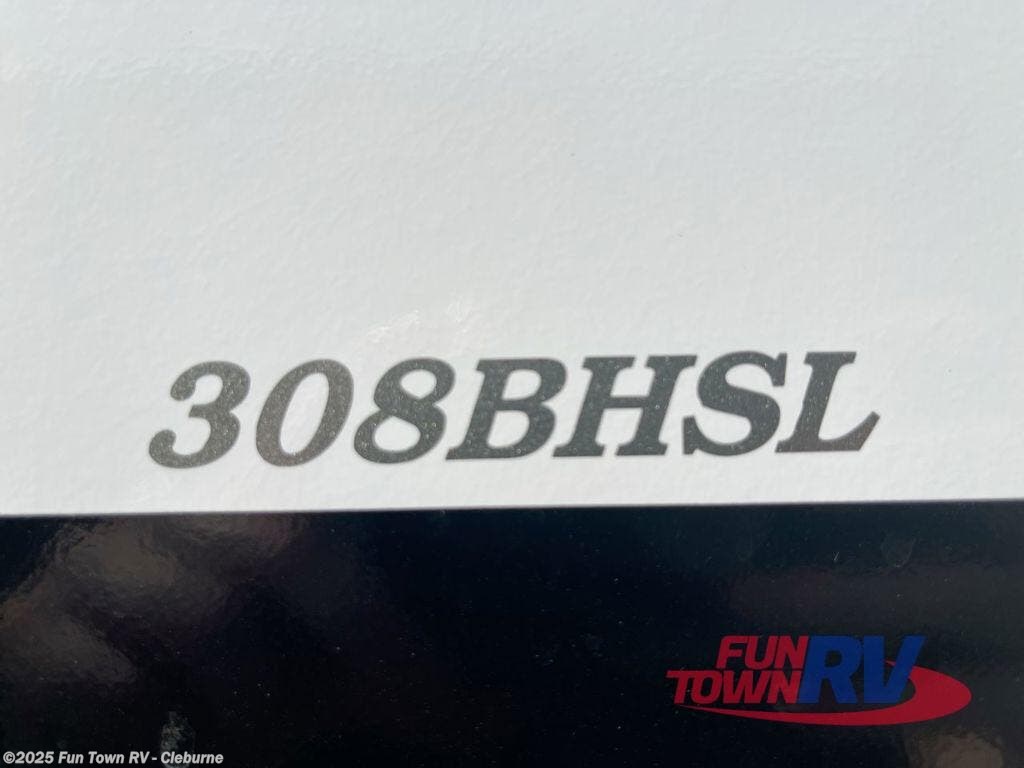 308BHSL
FUN
TOWN RV
©2025 Fun Town RV - Cleburne